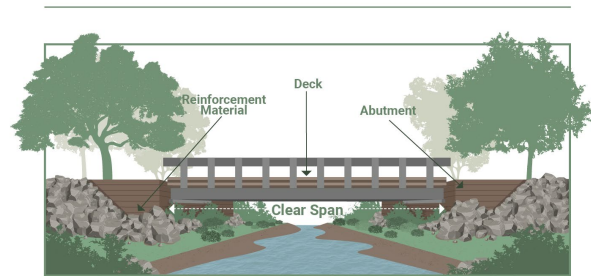 Deck
Reinforcement
Material
Abutment
Clear Span